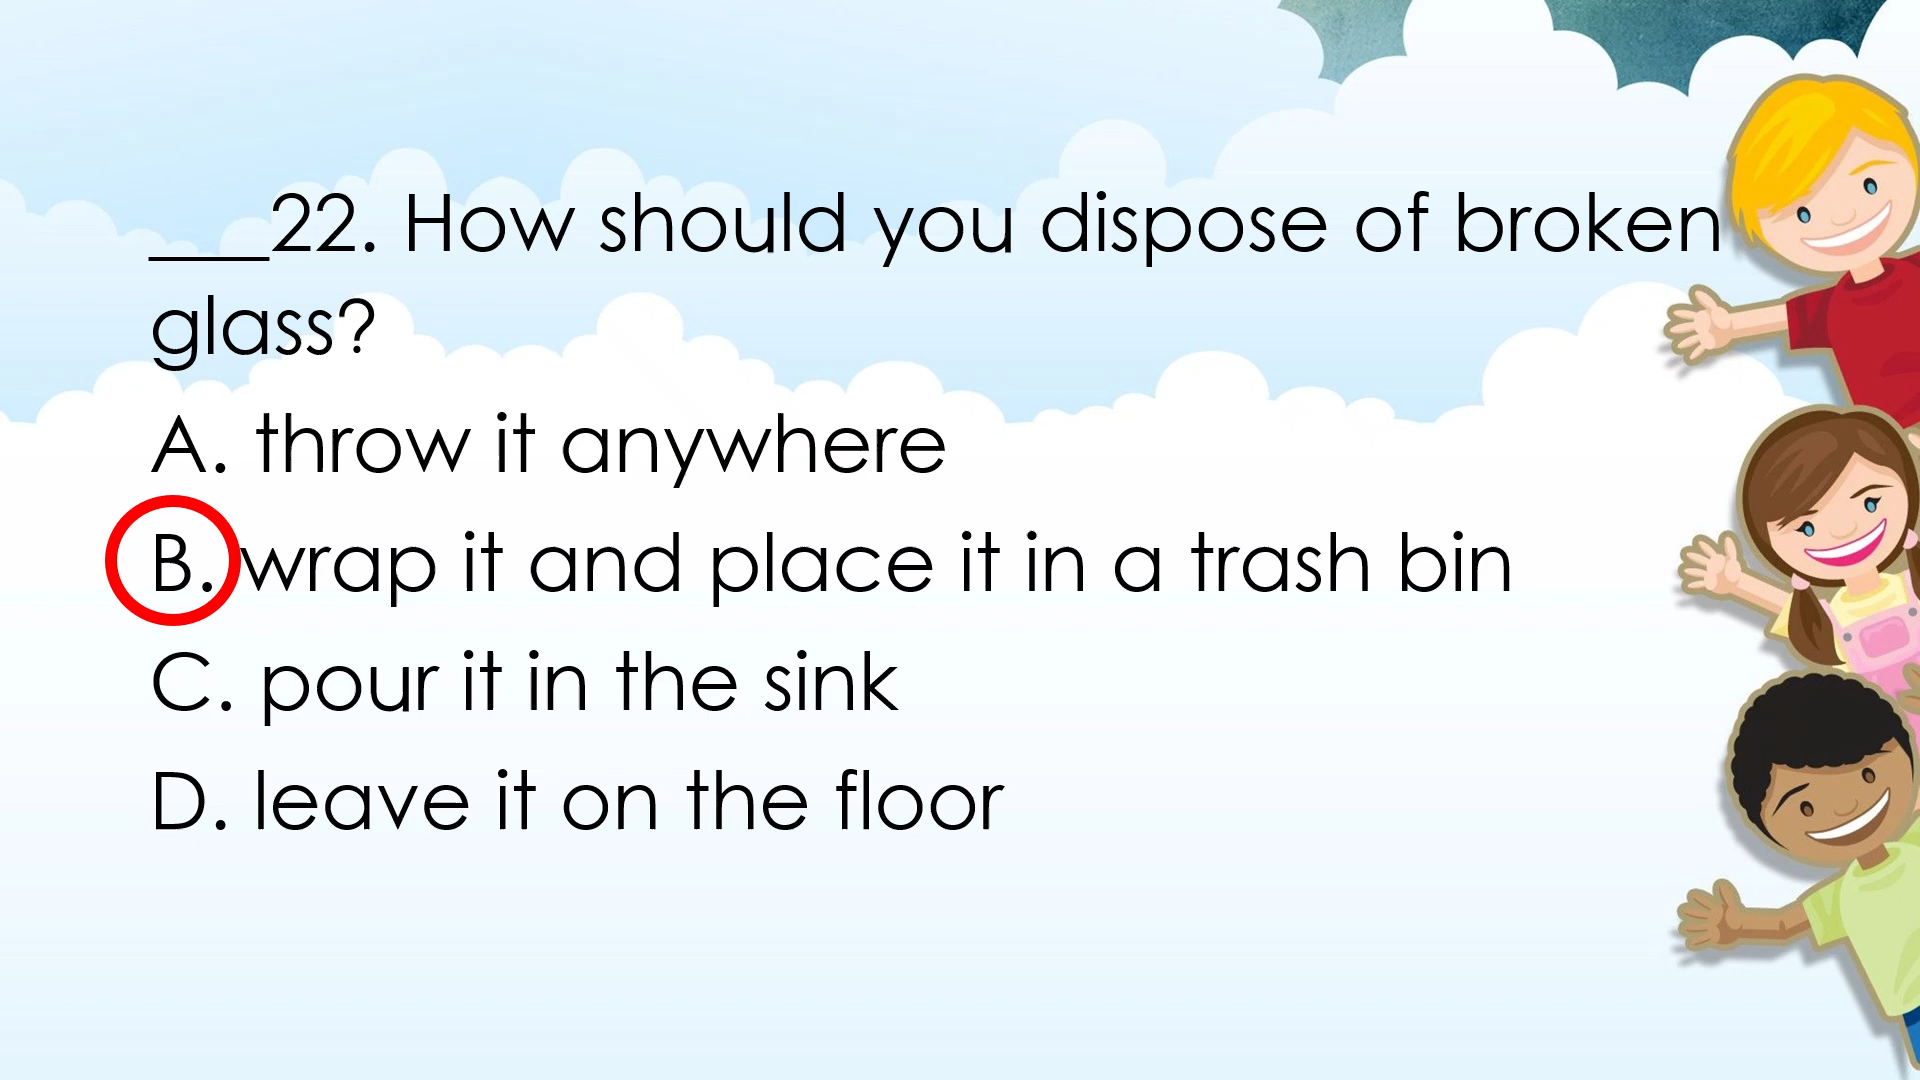 ___22. How should you dispose of broken
glass?
A. throw it anywhere
B. wrap it and place it in a trash bin
C. pour it in the sink
D. leave it on the floor